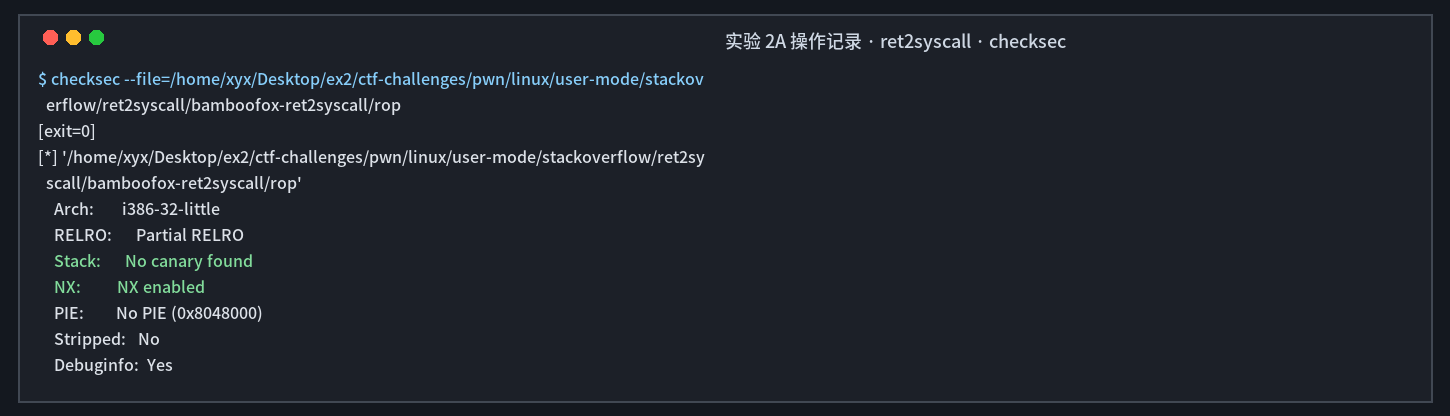 实验 2A 操作记录 · ret2syscall · checksec
$ checksec --file=/home/xyx/Desktop/ex2/ctf-challenges/pwn/linux/user-mode/stackov
erflow/ret2syscall/bamboofox-ret2syscall/rop
[exit=0]
[*] '/home/xyx/Desktop/ex2/ctf-challenges/pwn/linux/user-mode/stackoverflow/ret2sy
scall/bamboofox-ret2syscall/rop'
Arch: i386-32-little
RELRO: Partial RELRO
Stack: No canary found
NX: NX enabled
PIE: No PIE (0x8048000)
Stripped: No
Debuginfo: Yes